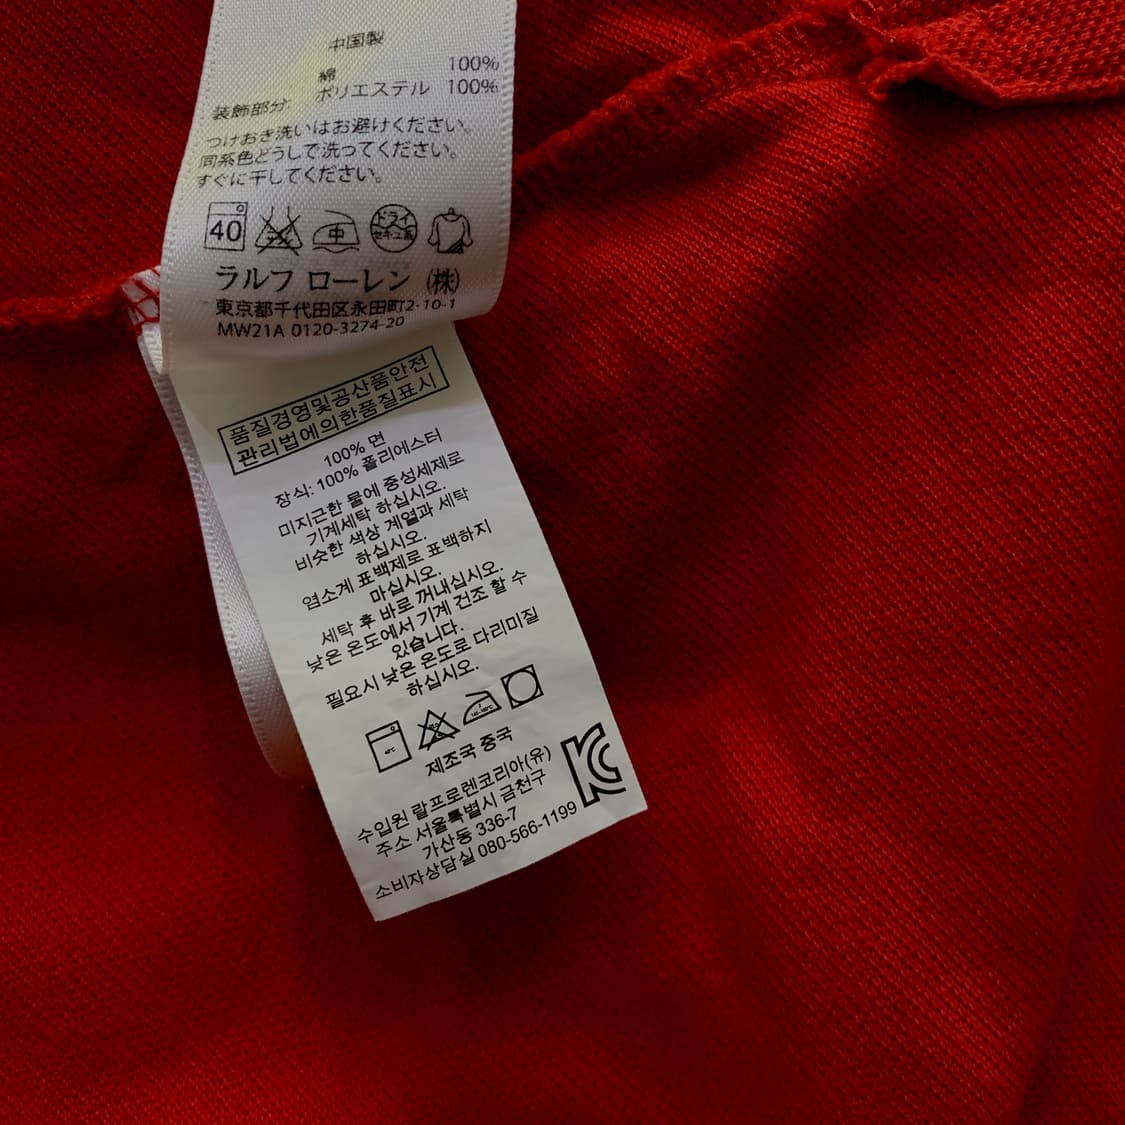 中国製
綿 100%
装飾部分: ポリエステル 100%
つけおき洗いはお避けください。
同系色どうしで洗ってください。
すぐに干してください。
40 中 ドライ セキユ系
ラルフ ローレン (株)
東京都千代田区永田町2-10-1
MW21A 0120-3274-20
품질경영및공산품안전
관리법에의한품질표시
100% 면
장식: 100% 폴리에스터
미지근한 물에 중성세제로
기계세탁 하십시오.
비슷한 색상 계열과 세탁
하십시오.
염소계 표백제로 표백하지
마십시오.
세탁 후 바로 꺼내십시오.
낮은 온도에서 기계 건조 할 수
있습니다.
필요시 낮은 온도로 다리미질
하십시오.
40℃
제조국 중국
수입원 랄프로렌코리아(유)
주소 서울특별시 금천구
가산동 336-7
소비자상담실 080-566-1199